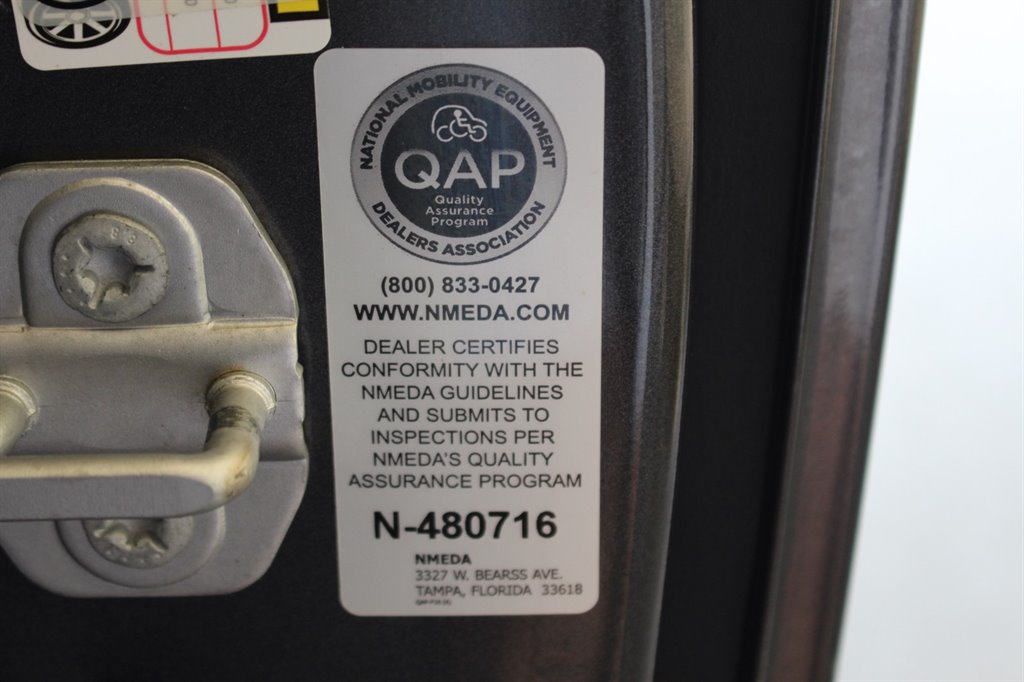 NATIONAL MOBILITY EQUIPMENT
QAP
Quality
Assurance
Program
DEALERS ASSOCIATION
(800) 833-0427
WWW.NMEDA.COM
DEALER CERTIFIES
CONFORMITY WITH THE
NMEDA GUIDELINES
AND SUBMITS TO
INSPECTIONS PER
NMEDA'S QUALITY
ASSURANCE PROGRAM
N-480716
NMEDA
3327 W. BEARSS AVE.
TAMPA, FLORIDA 33618